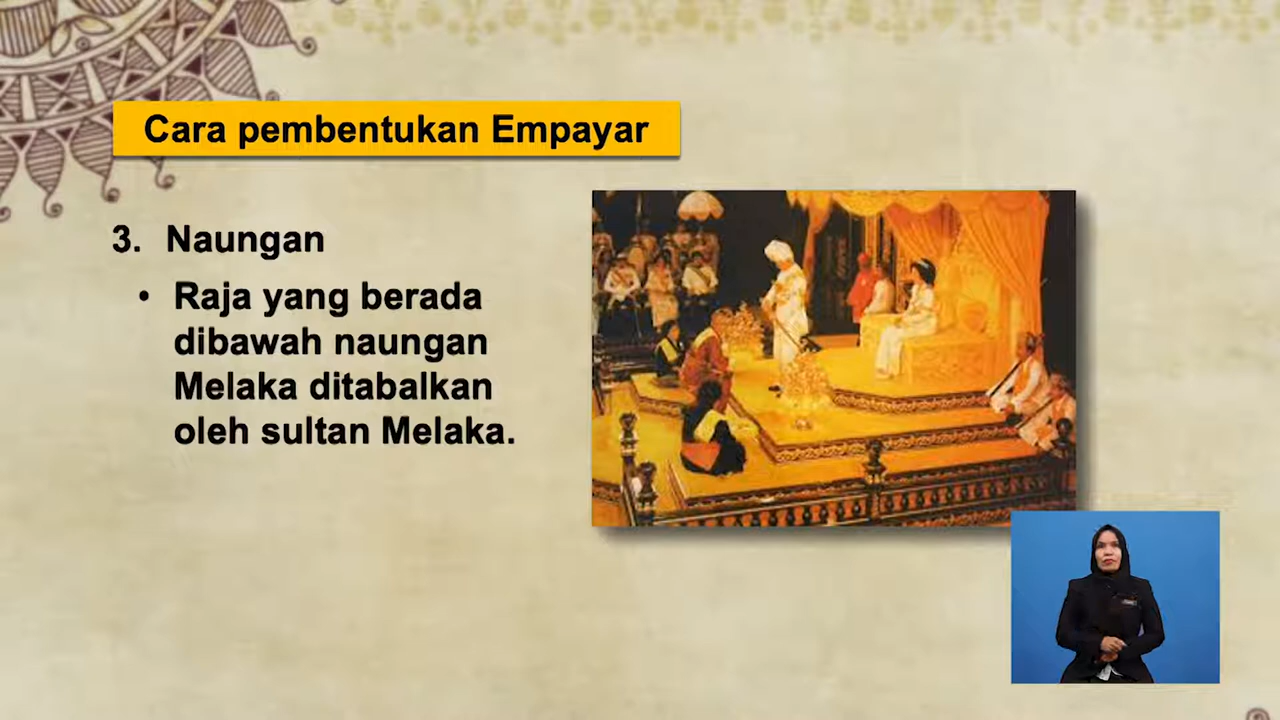 Cara pembentukan Empayar
3. Naungan
• Raja yang berada
dibawah naungan
Melaka ditabalkan
oleh sultan Melaka.